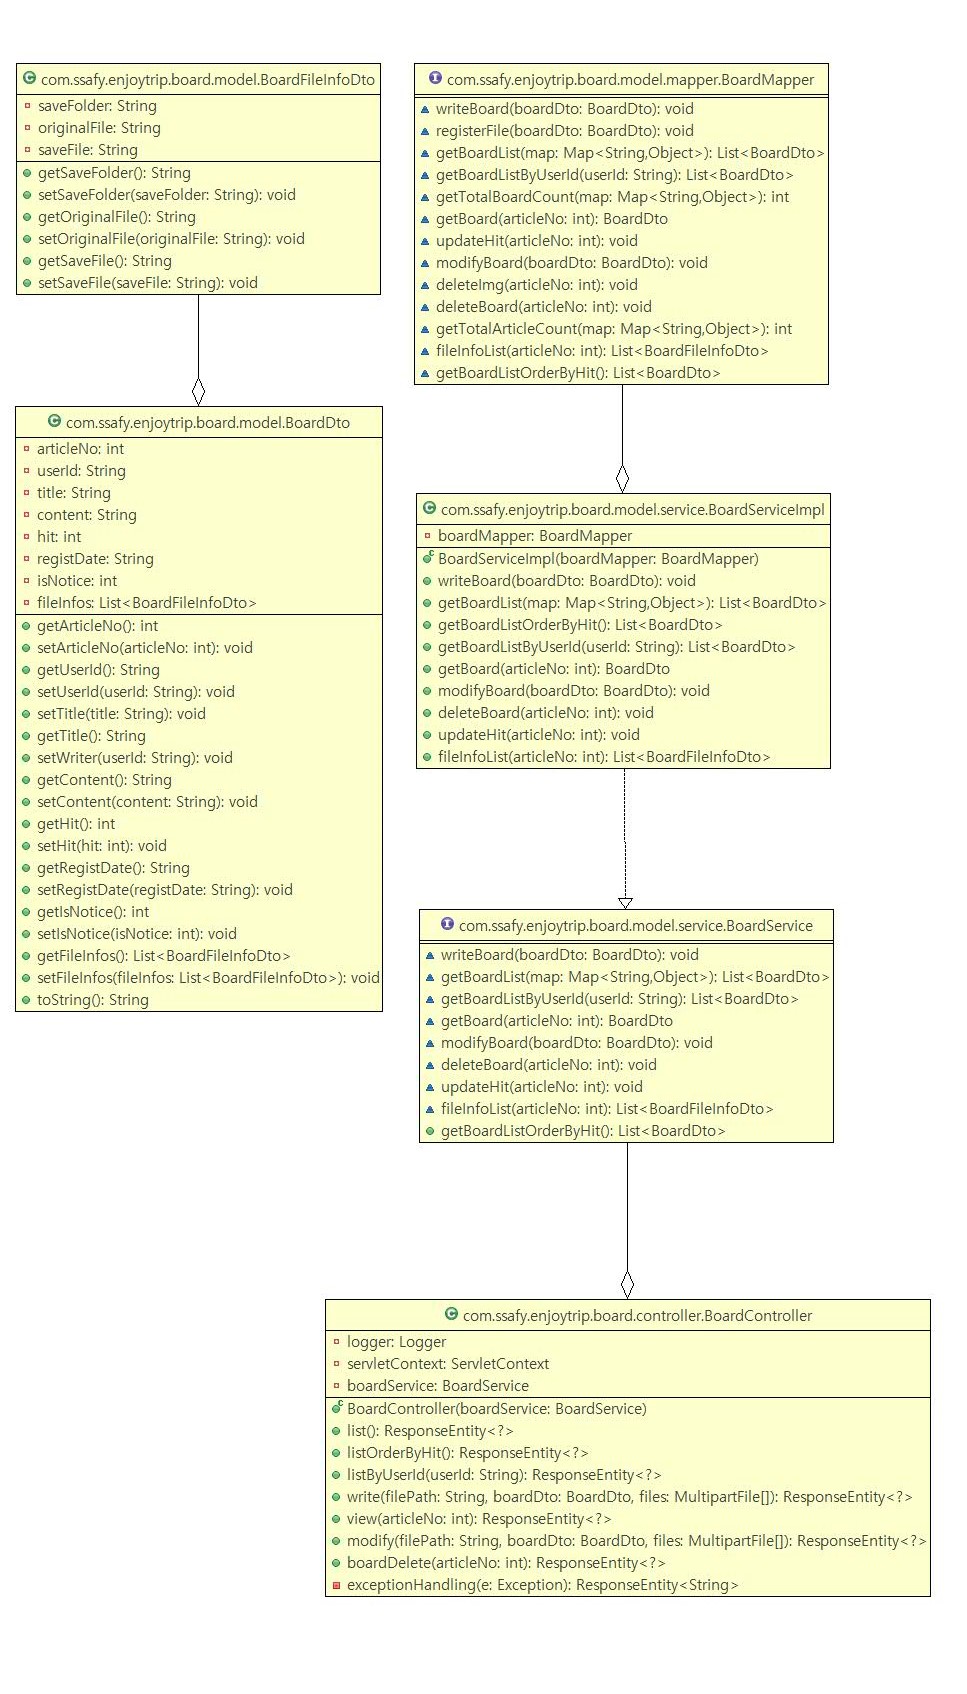 com.ssafy.enjoytrip.board.model.BoardFileInfoDto
saveFolder: String
originalFile: String
saveFile: String
getSaveFolder(): String
setSaveFolder(saveFolder: String): void
getOriginalFile(): String
setOriginalFile(originalFile: String): void
getSaveFile(): String
setSaveFile(saveFile: String): void
com.ssafy.enjoytrip.board.model.BoardDto
articleNo: int
userId: String
title: String
content: String
hit: int
registDate: String
isNotice: int
fileInfos: List<BoardFileInfoDto>
getArticleNo(): int
setArticleNo(articleNo: int): void
getUserId(): String
setUserId(userId: String): void
setTitle(title: String): void
getTitle(): String
setWriter(userId: String): void
getContent(): String
setContent(content: String): void
getHit(): int
setHit(hit: int): void
getRegistDate(): String
setRegistDate(registDate: String): void
getIsNotice(): int
setIsNotice(isNotice: int): void
getFileInfos(): List<BoardFileInfoDto>
setFileInfos(fileInfos: List<BoardFileInfoDto>): void
toString(): String
com.ssafy.enjoytrip.board.model.mapper.BoardMapper
writeBoard(boardDto: BoardDto): void
registerFile(boardDto: BoardDto): void
getBoardList(map: Map<String,Object>): List<BoardDto>
getBoardListByUserId(userId: String): List<BoardDto>
getTotalBoardCount(map: Map<String,Object>): int
getBoard(articleNo: int): BoardDto
updateHit(articleNo: int): void
modifyBoard(boardDto: BoardDto): void
deleteImg(articleNo: int): void
deleteBoard(articleNo: int): void
getTotalArticleCount(map: Map<String,Object>): int
fileInfoList(articleNo: int): List<BoardFileInfoDto>
getBoardListOrderByHit(): List<BoardDto>
com.ssafy.enjoytrip.board.model.service.BoardServiceImpl
boardMapper: BoardMapper
BoardServiceImpl(boardMapper: BoardMapper)
writeBoard(boardDto: BoardDto): void
getBoardList(map: Map<String,Object>): List<BoardDto>
getBoardListOrderByHit(): List<BoardDto>
getBoardListByUserId(userId: String): List<BoardDto>
getBoard(articleNo: int): BoardDto
modifyBoard(boardDto: BoardDto): void
deleteBoard(articleNo: int): void
updateHit(articleNo: int): void
fileInfoList(articleNo: int): List<BoardFileInfoDto>
com.ssafy.enjoytrip.board.model.service.BoardService
writeBoard(boardDto: BoardDto): void
getBoardList(map: Map<String,Object>): List<BoardDto>
getBoardListByUserId(userId: String): List<BoardDto>
getBoard(articleNo: int): BoardDto
modifyBoard(boardDto: BoardDto): void
deleteBoard(articleNo: int): void
updateHit(articleNo: int): void
fileInfoList(articleNo: int): List<BoardFileInfoDto>
getBoardListOrderByHit(): List<BoardDto>
com.ssafy.enjoytrip.board.controller.BoardController
logger: Logger
servletContext: ServletContext
boardService: BoardService
BoardController(boardService: BoardService)
list(): ResponseEntity<?>
listOrderByHit(): ResponseEntity<?>
listByUserId(userId: String): ResponseEntity<?>
write(filePath: String, boardDto: BoardDto, files: MultipartFile[]): ResponseEntity<?>
view(articleNo: int): ResponseEntity<?>
modify(filePath: String, boardDto: BoardDto, files: MultipartFile[]): ResponseEntity<?>
boardDelete(articleNo: int): ResponseEntity<?>
exceptionHandling(e: Exception): ResponseEntity<String>